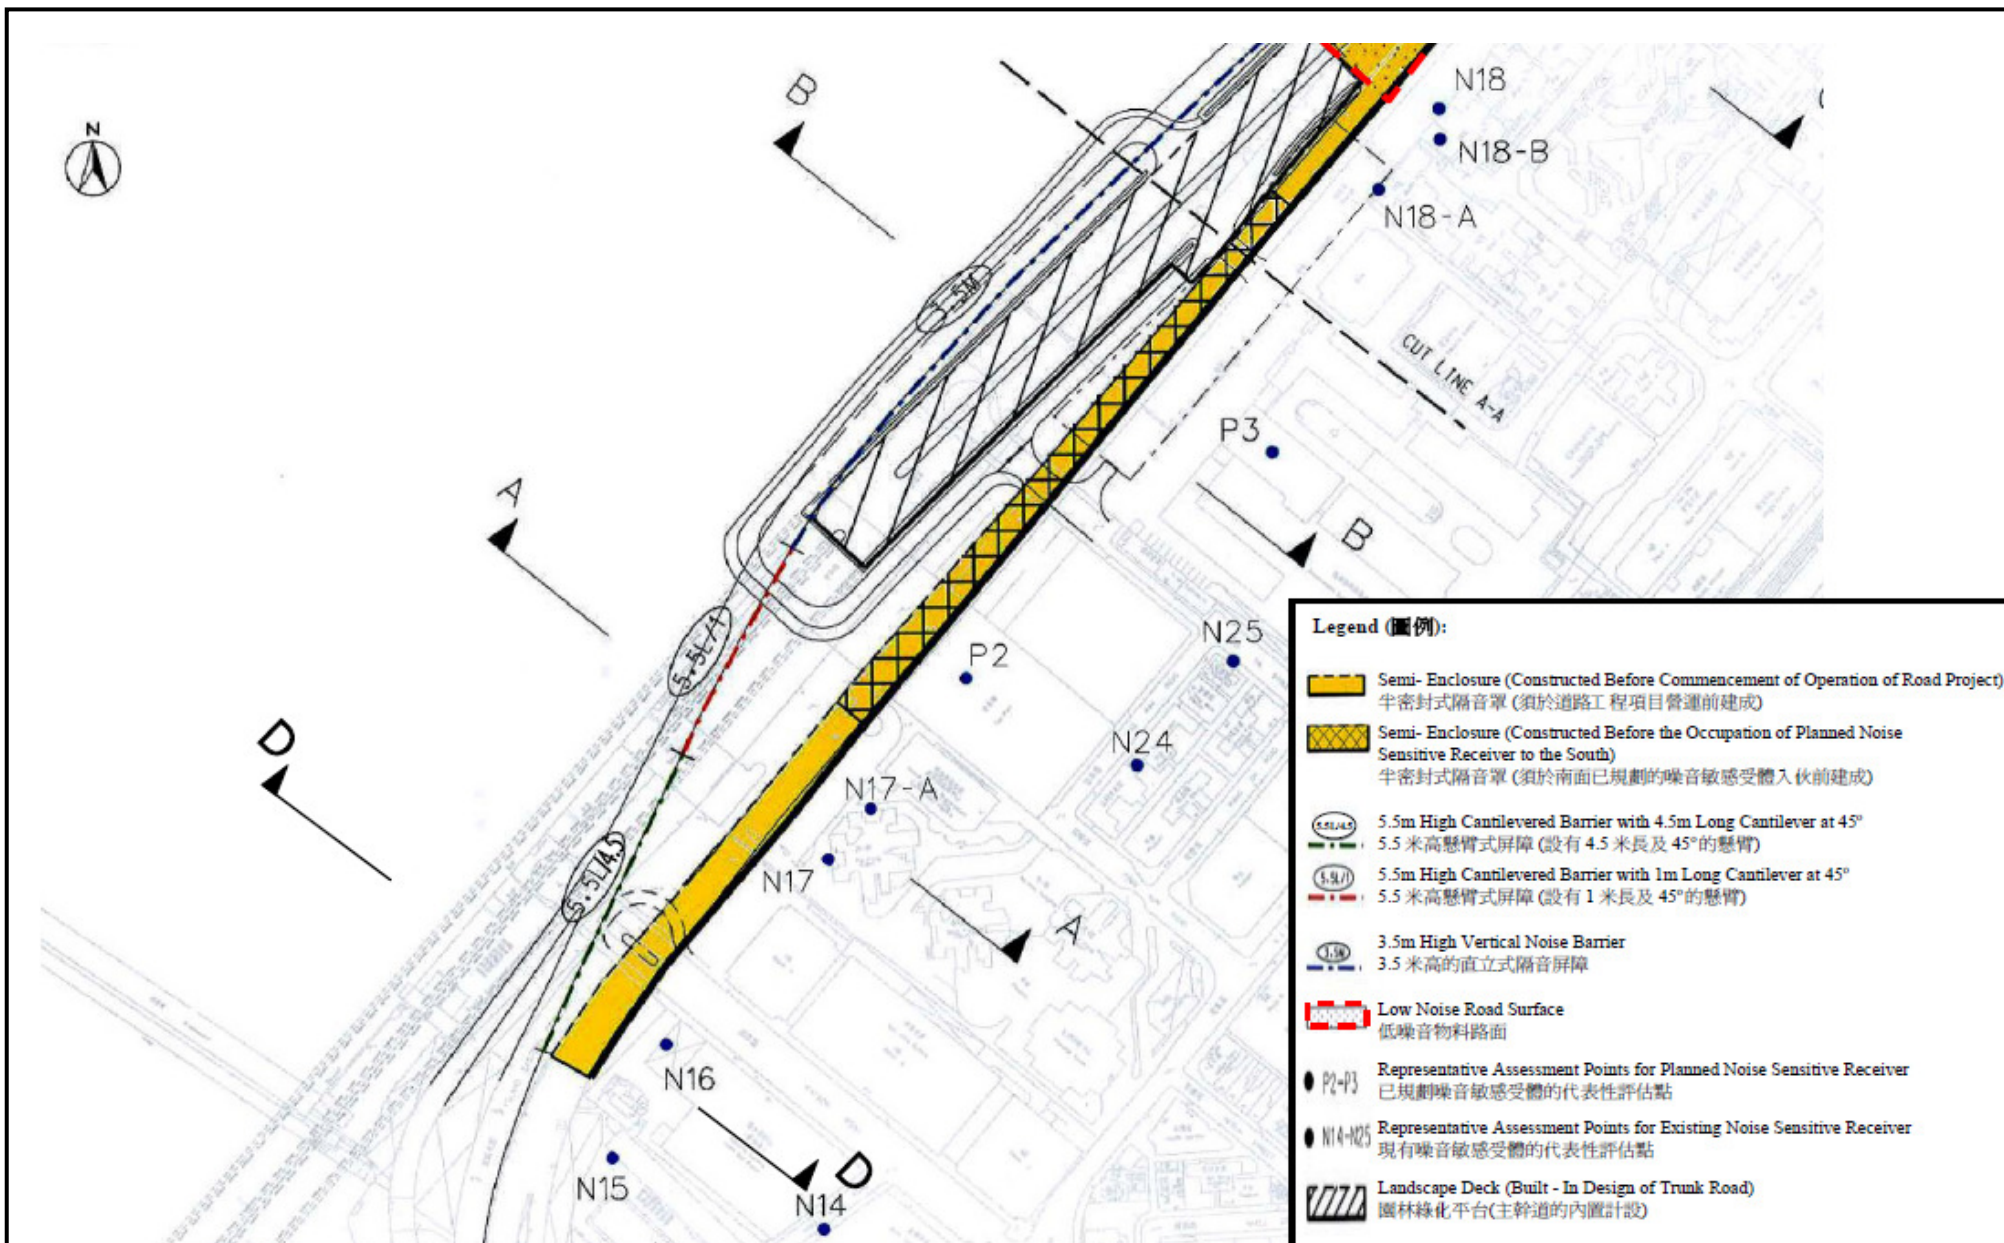 N
B
N18
N18-B
N18-A
3.5M
CUT LINE A-A
P3
A
B
5.5L/1
N25
P2
D
N24
N17-A
5.5L/4.5
N17
A
N16
D
N15
N14
Legend (圖例):
Semi- Enclosure (Constructed Before Commencement of Operation of Road Project)
半密封式隔音罩 (須於道路工程項目營運前建成)
Semi- Enclosure (Constructed Before the Occupation of Planned Noise
Sensitive Receiver to the South)
半密封式隔音罩 (須於南面已規劃的噪音敏感受體入伙前建成)
5.5L/4.5
5.5m High Cantilevered Barrier with 4.5m Long Cantilever at 45°
5.5 米高懸臂式屏障 (設有 4.5 米長及 45°的懸臂)
5.5L/1
5.5m High Cantilevered Barrier with 1m Long Cantilever at 45°
5.5 米高懸臂式屏障 (設有 1 米長及 45°的懸臂)
3.5M
3.5m High Vertical Noise Barrier
3.5 米高的直立式隔音屏障
Low Noise Road Surface
低噪音物料路面
P2-P3
Representative Assessment Points for Planned Noise Sensitive Receiver
已規劃噪音敏感受體的代表性評估點
N14-N25
Representative Assessment Points for Existing Noise Sensitive Receiver
現有噪音敏感受體的代表性評估點
Landscape Deck (Built - In Design of Trunk Road)
園林綠化平台(主幹道的內置計設)